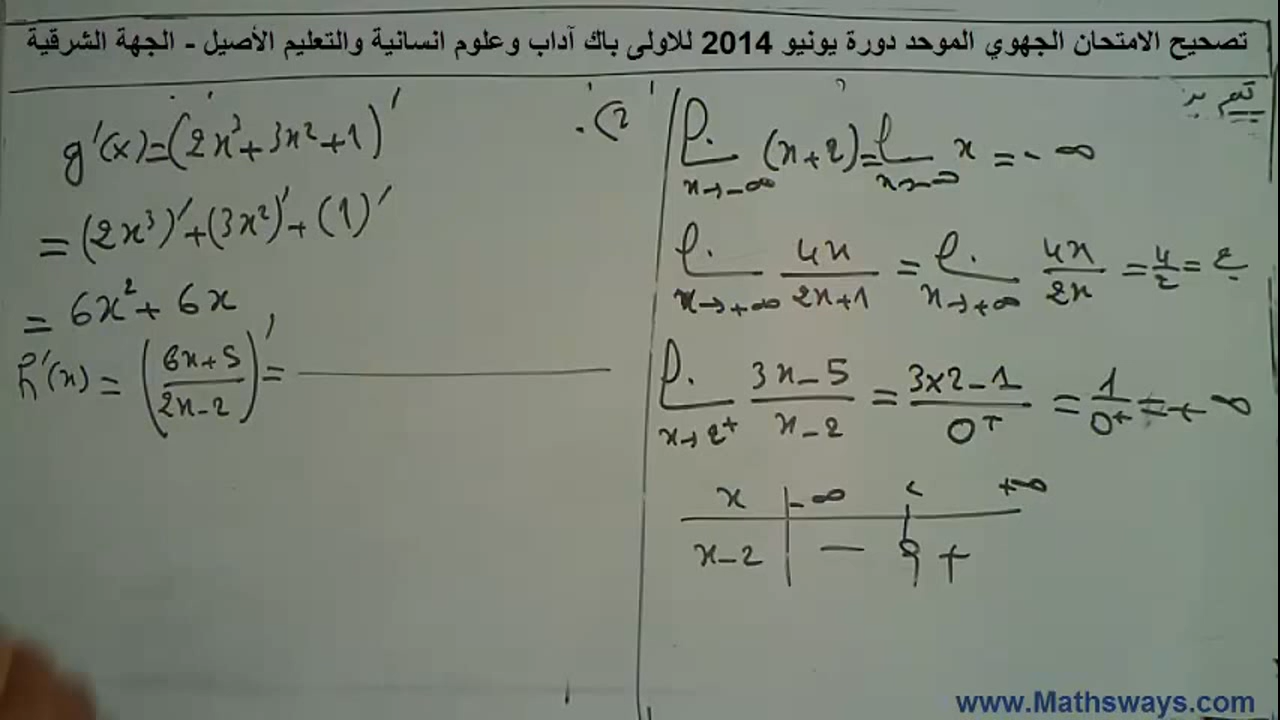 تصحيح الامتحان الجهوي الموحد دورة يونيو 2014 للاولى باك آداب وعلوم انسانية والتعليم الأصيل - الجهة الشرقية
lim x→-∞ (x+2) = lim x→-∞ x = -∞
lim x→+∞ 4x/(2x+1) = lim x→+∞ 4x/2x = 4/2 = 2
lim x→2+ (3x-5)/(x-2) = (3×2-1)/0+ = 1/0+ = +∞
x | -∞ 2 +∞
x-2 | - 0 +
2).
g'(x) = (2x³+3x²+1)'
= (2x³)'+(3x²)'+(1)'
= 6x²+6x
h'(x) = ((6x+5)/(2x-2))' =
www.Mathsways.com